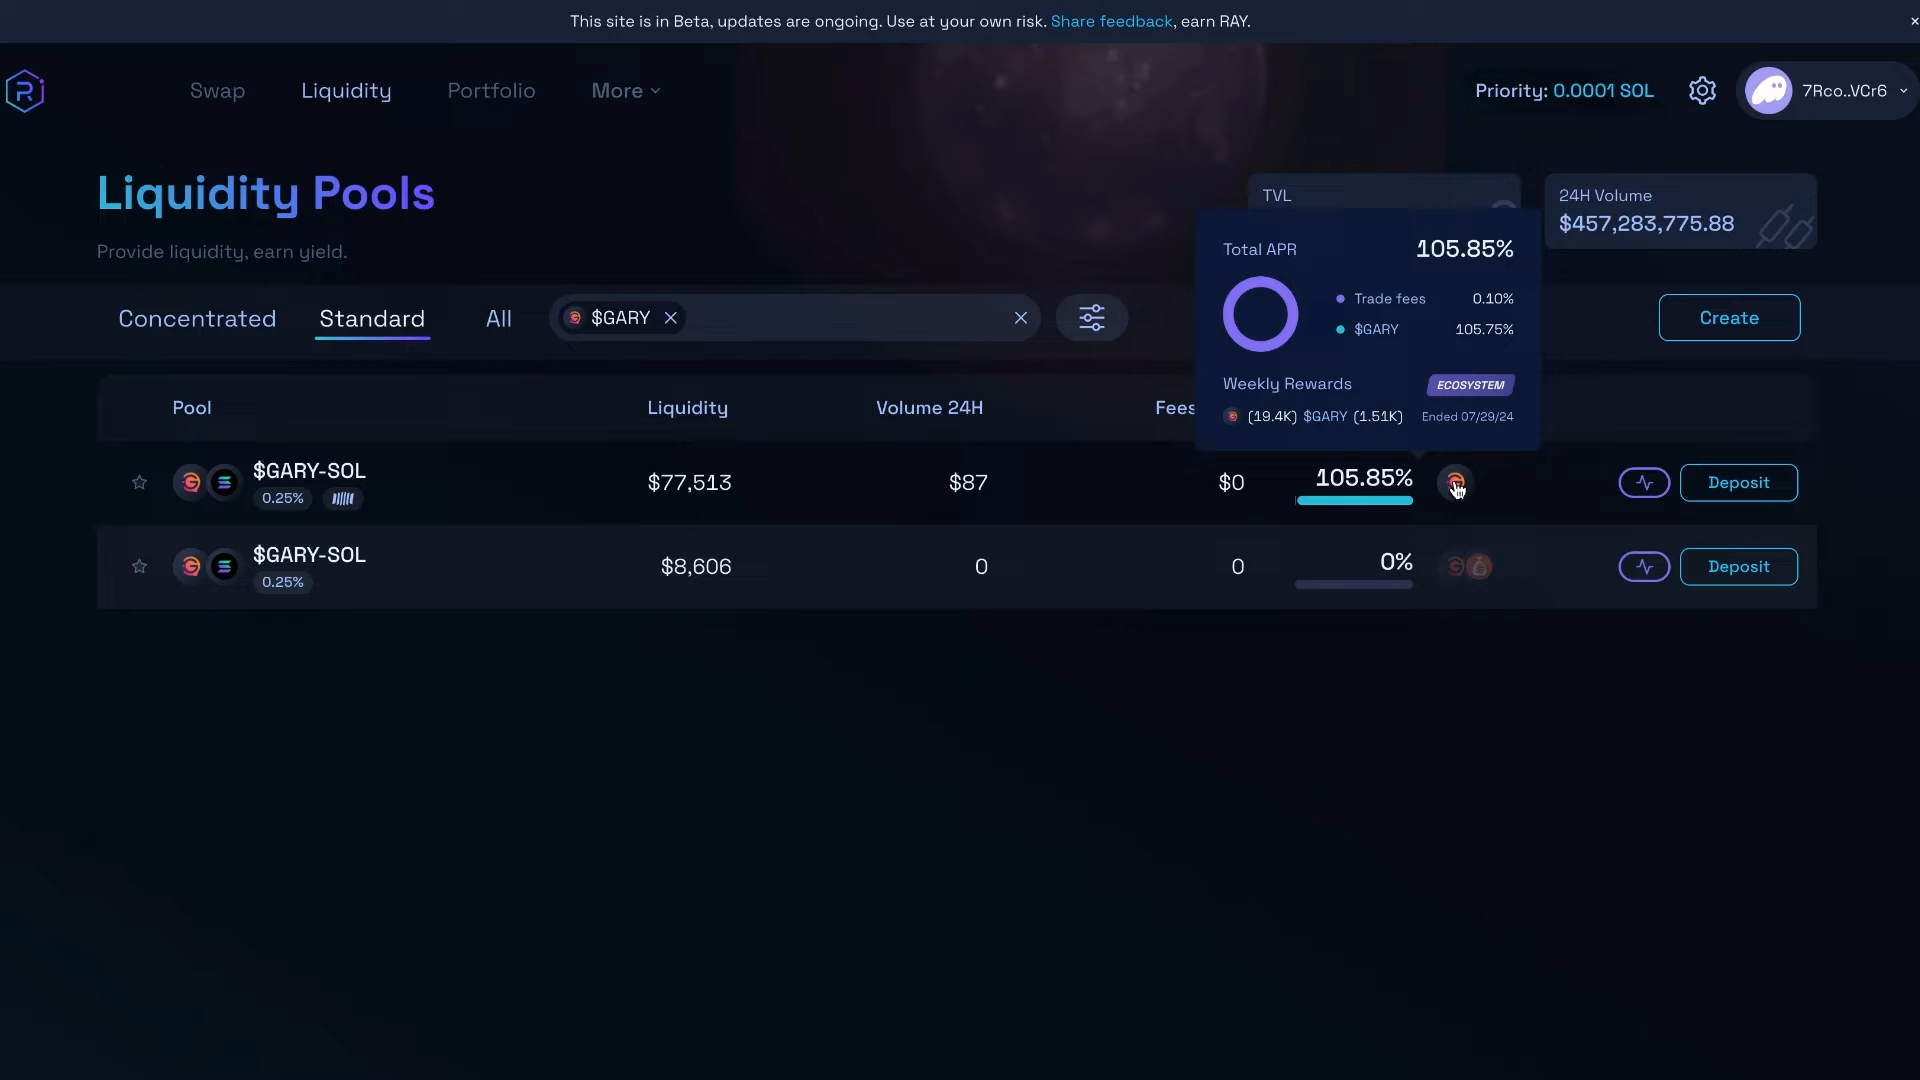 This site is in Beta, updates are ongoing. Use at your own risk. Share feedback, earn RAY.
Swap Liquidity Portfolio More Priority: 0.0001 SOL 7Rco..VCr6
Liquidity Pools
Provide liquidity, earn yield.
TVL
24H Volume
$457,283,775.88
Total APR 105.85%
Trade fees 0.10%
$GARY 105.75%
Weekly Rewards ECOSYSTEM
(19.4K) $GARY (1.51K) Ended 07/29/24
Concentrated Standard All $GARY Create
Pool Liquidity Volume 24H Fees
$GARY-SOL $77,513 $87 $0 105.85% Deposit
0.25%
$GARY-SOL $8,606 0 0 0% Deposit
0.25%